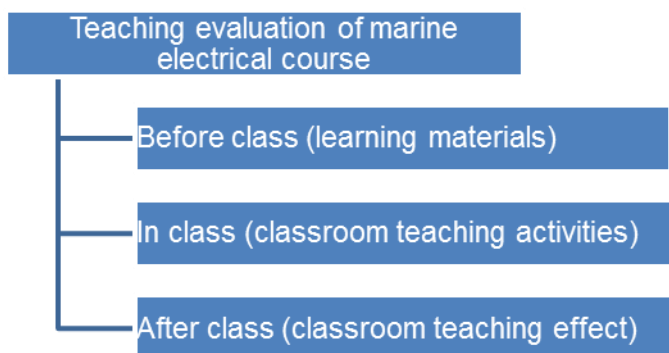 Teaching evaluation of marine
electrical course
Before class (learning materials)
In class (classroom teaching activities)
After class (classroom teaching effect)